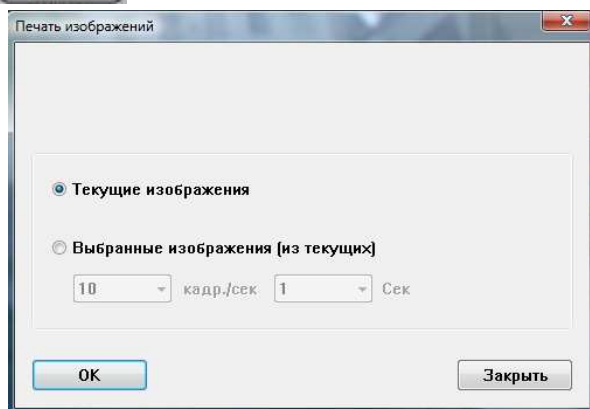 Печать изображений
Текущие изображения
Выбранные изображения (из текущих)
10 кадр./сек 1 Сек
OK Закрыть